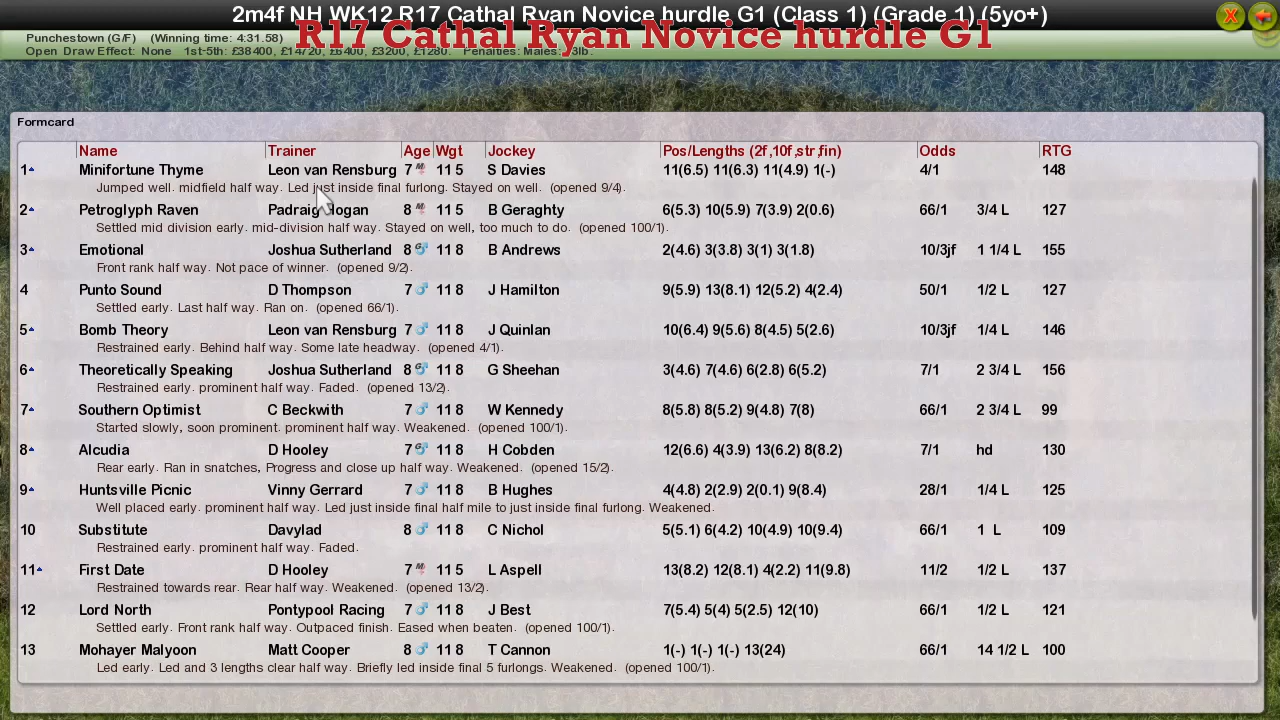 2m4f NH WK12 R17 Cathal Ryan Novice hurdle G1 (Class 1) (Grade 1) (5yo+)
R17 Cathal Ryan Novice hurdle G1
Punchestown (G/F) (Winning time: 4:31.58)
Open Draw Effect: None 1st-5th: £38400, £14720, £6400, £3200, £1280. Penalties: Males: 3lb.
Formcard
Name Trainer Age Wgt Jockey Pos/Lengths (2f,10f,str,fin) Odds RTG
1 Minifortune Thyme Leon van Rensburg 7 11 5 S Davies 11(6.5) 11(6.3) 11(4.9) 1(-) 4/1 148
Jumped well. midfield half way. Led just inside final furlong. Stayed on well. (opened 9/4).
2 Petroglyph Raven Padraig Hogan 8 11 5 B Geraghty 6(5.3) 10(5.9) 7(3.9) 2(0.6) 66/1 3/4 L 127
Settled mid division early. mid-division half way. Stayed on well, too much to do. (opened 100/1).
3 Emotional Joshua Sutherland 8 11 8 B Andrews 2(4.6) 3(3.8) 3(1) 3(1.8) 10/3jf 1 1/4 L 155
Front rank half way. Not pace of winner. (opened 9/2).
4 Punto Sound D Thompson 7 11 8 J Hamilton 9(5.9) 13(8.1) 12(5.2) 4(2.4) 50/1 1/2 L 127
Settled early. Last half way. Ran on. (opened 66/1).
5 Bomb Theory Leon van Rensburg 7 11 8 J Quinlan 10(6.4) 9(5.6) 8(4.5) 5(2.6) 10/3jf 1/4 L 146
Restrained early. Behind half way. Some late headway. (opened 4/1).
6 Theoretically Speaking Joshua Sutherland 8 11 8 G Sheehan 3(4.6) 7(4.6) 6(2.8) 6(5.2) 7/1 2 3/4 L 156
Restrained early. prominent half way. Faded. (opened 13/2).
7 Southern Optimist C Beckwith 7 11 8 W Kennedy 8(5.8) 8(5.2) 9(4.8) 7(8) 66/1 2 3/4 L 99
Started slowly, soon prominent. prominent half way. Weakened. (opened 100/1).
8 Alcudia D Hooley 7 11 8 H Cobden 12(6.6) 4(3.9) 13(6.2) 8(8.2) 7/1 hd 130
Rear early. Ran in snatches, Progress and close up half way. Weakened. (opened 15/2).
9 Huntsville Picnic Vinny Gerrard 7 11 8 B Hughes 4(4.8) 2(2.9) 2(0.1) 9(8.4) 28/1 1/4 L 125
Well placed early. prominent half way. Led just inside final half mile to just inside final furlong. Weakened.
10 Substitute Davylad 8 11 8 C Nichol 5(5.1) 6(4.2) 10(4.9) 10(9.4) 66/1 1 L 109
Restrained early. prominent half way. Faded.
11 First Date D Hooley 7 11 5 L Aspell 13(8.2) 12(8.1) 4(2.2) 11(9.8) 11/2 1/2 L 137
Restrained towards rear. Rear half way. Weakened. (opened 13/2).
12 Lord North Pontypool Racing 7 11 8 J Best 7(5.4) 5(4) 5(2.5) 12(10) 66/1 1/2 L 121
Settled early. Front rank half way. Outpaced finish. Eased when beaten. (opened 100/1).
13 Mohayer Malyoon Matt Cooper 8 11 8 T Cannon 1(-) 1(-) 1(-) 13(24) 66/1 14 1/2 L 100
Led early. Led and 3 lengths clear half way. Briefly led inside final 5 furlongs. Weakened. (opened 100/1).